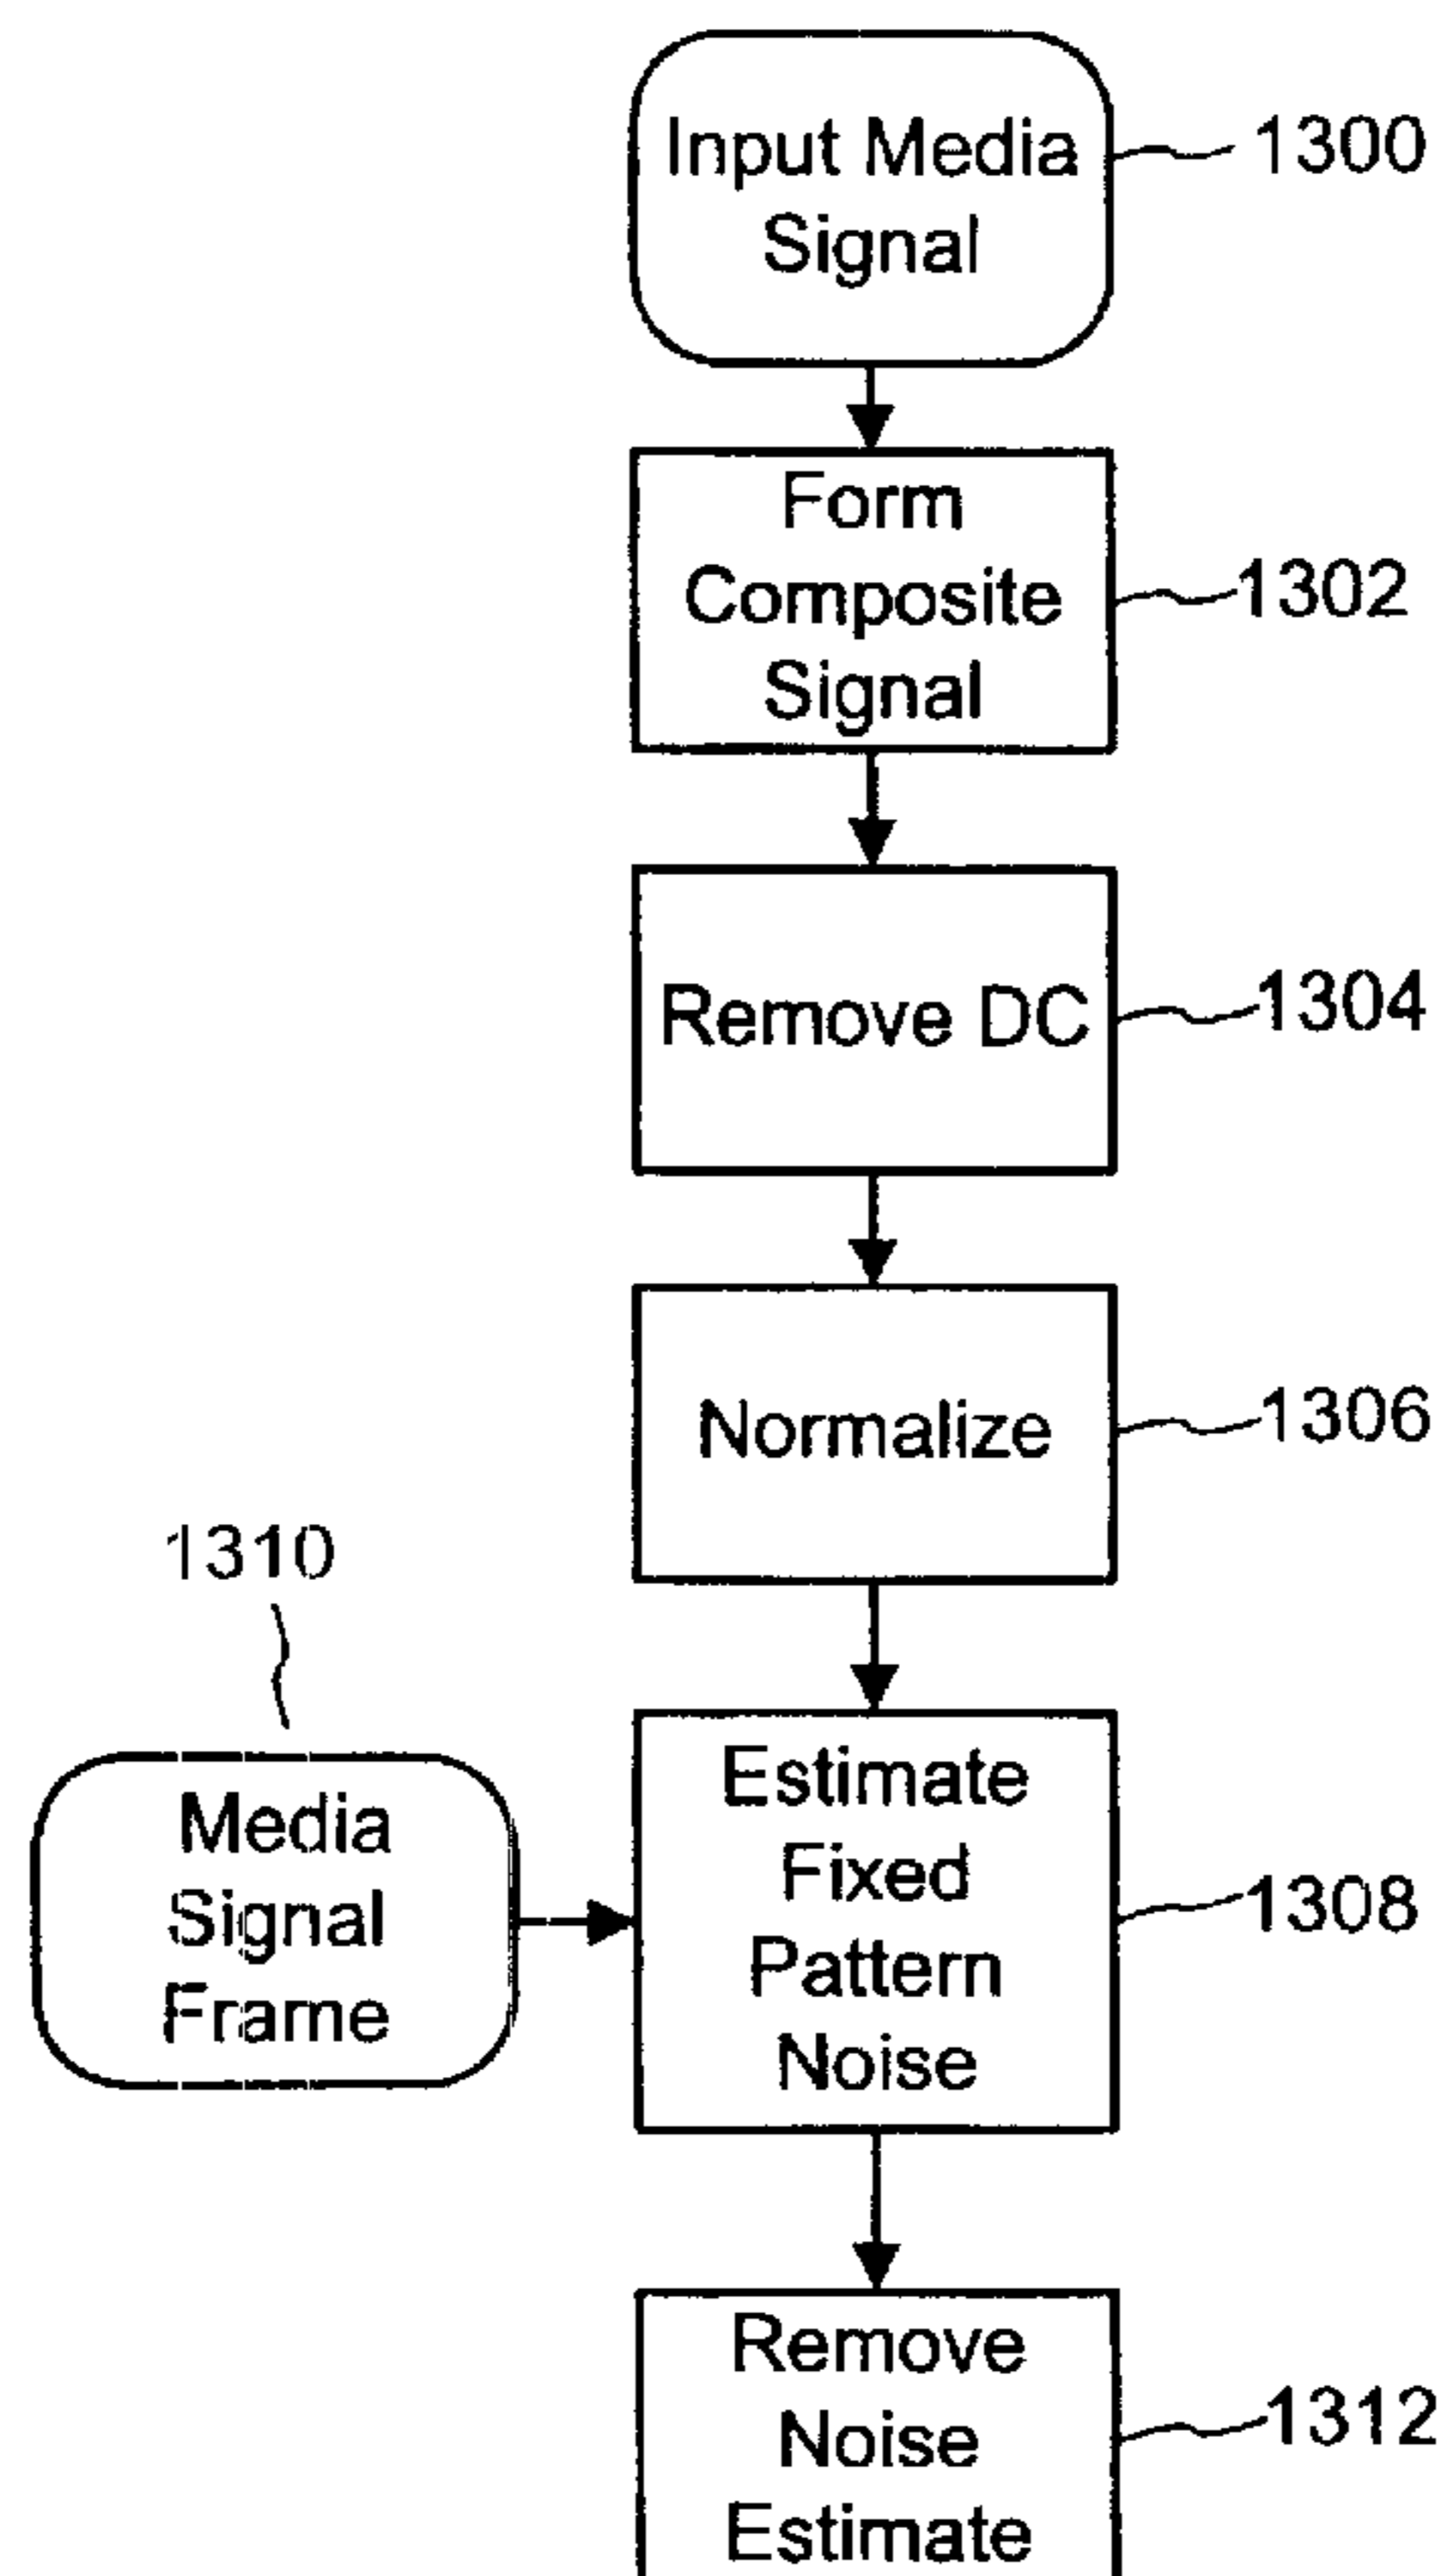 Input Media
Signal
1300
Form
Composite
Signal
1302
Remove DC
1304
Normalize
1306
1310
Media
Signal
Frame
Estimate
Fixed
Pattern
Noise
1308
Remove
Noise
Estimate
1312